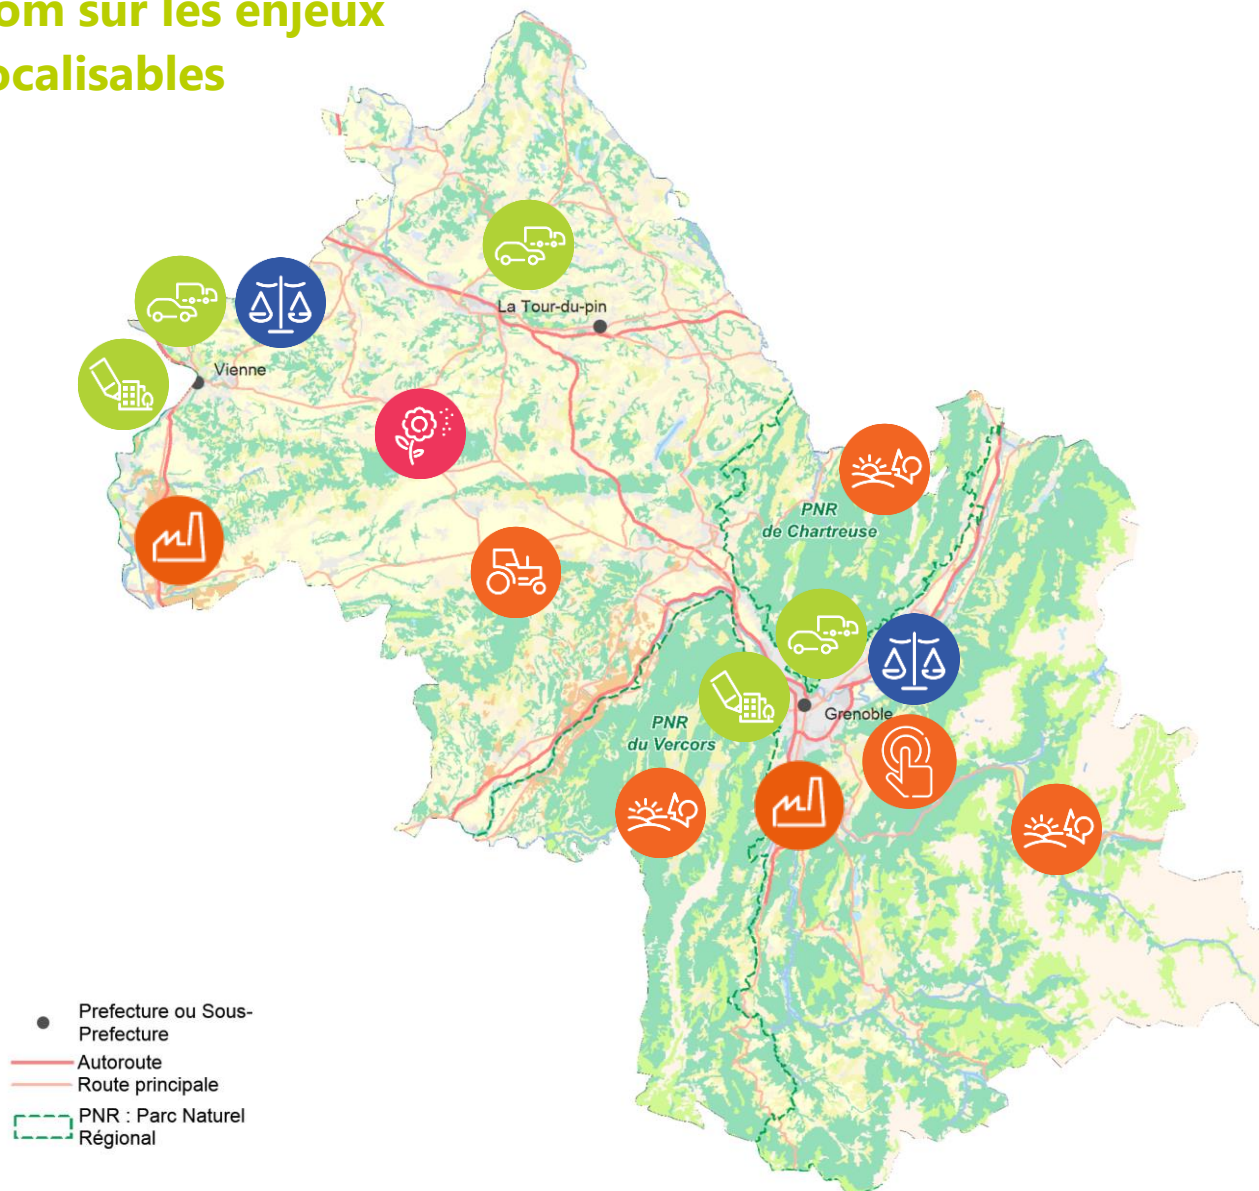 om sur les enjeux
ocalisables
La Tour-du-pin
Vienne
PNR
de Chartreuse
Grenoble
PNR
du Vercors
Prefecture ou Sous-
Prefecture
Autoroute
Route principale
PNR : Parc Naturel
Régional